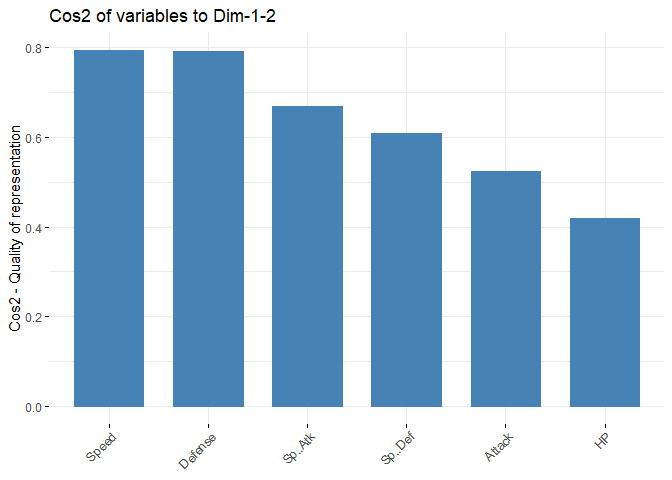 Cos2 of variables to Dim-1-2
Cos2 - Quality of representation
0.8
0.6
0.4
0.2
0.0
Speed
Defense
Sp..Atk
Sp..Def
Attack
HP